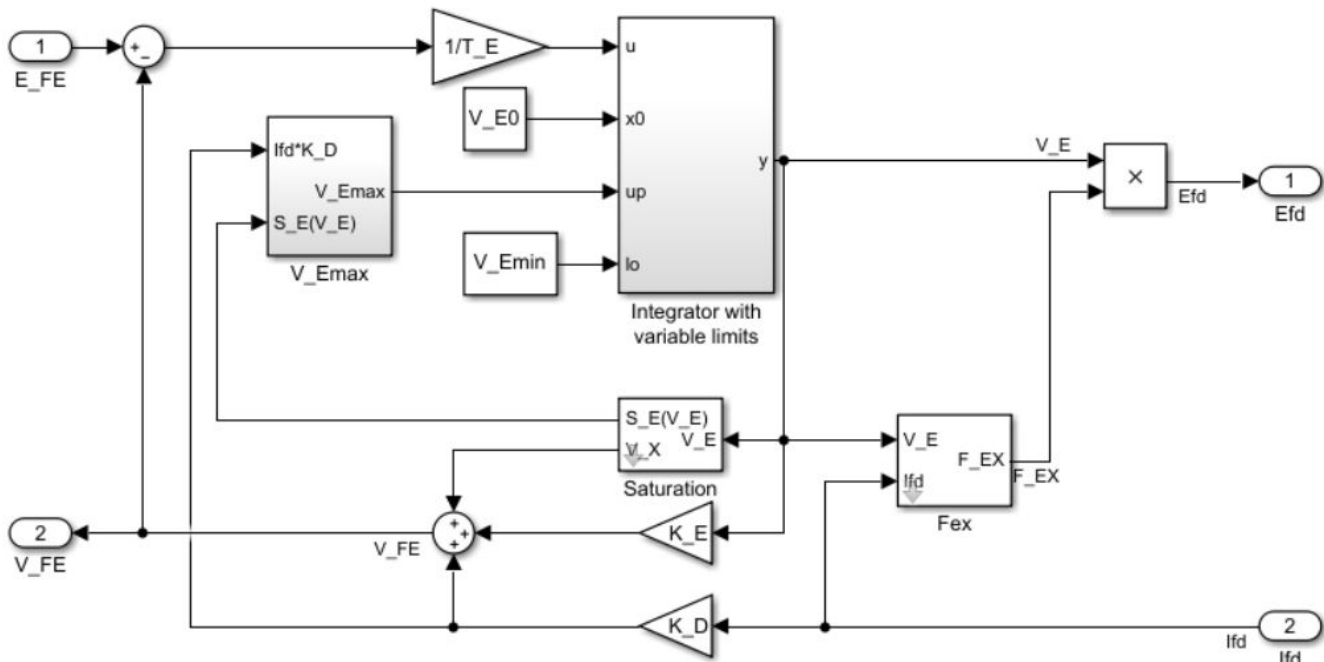 1
E_FE
+
-
1/T_E
V_E0
V_Emin
Ifd*K_D
V_Emax
S_E(V_E)
V_Emax
u
x0
up
lo
y
Integrator with
variable limits
V_E
×
Efd
1
Efd
S_E(V_E)
V_X
V_E
Saturation
V_E
Ifd
F_EX
Fex
F_EX
2
V_FE
V_FE
+
+
+
K_E
K_D
Ifd
2
Ifd